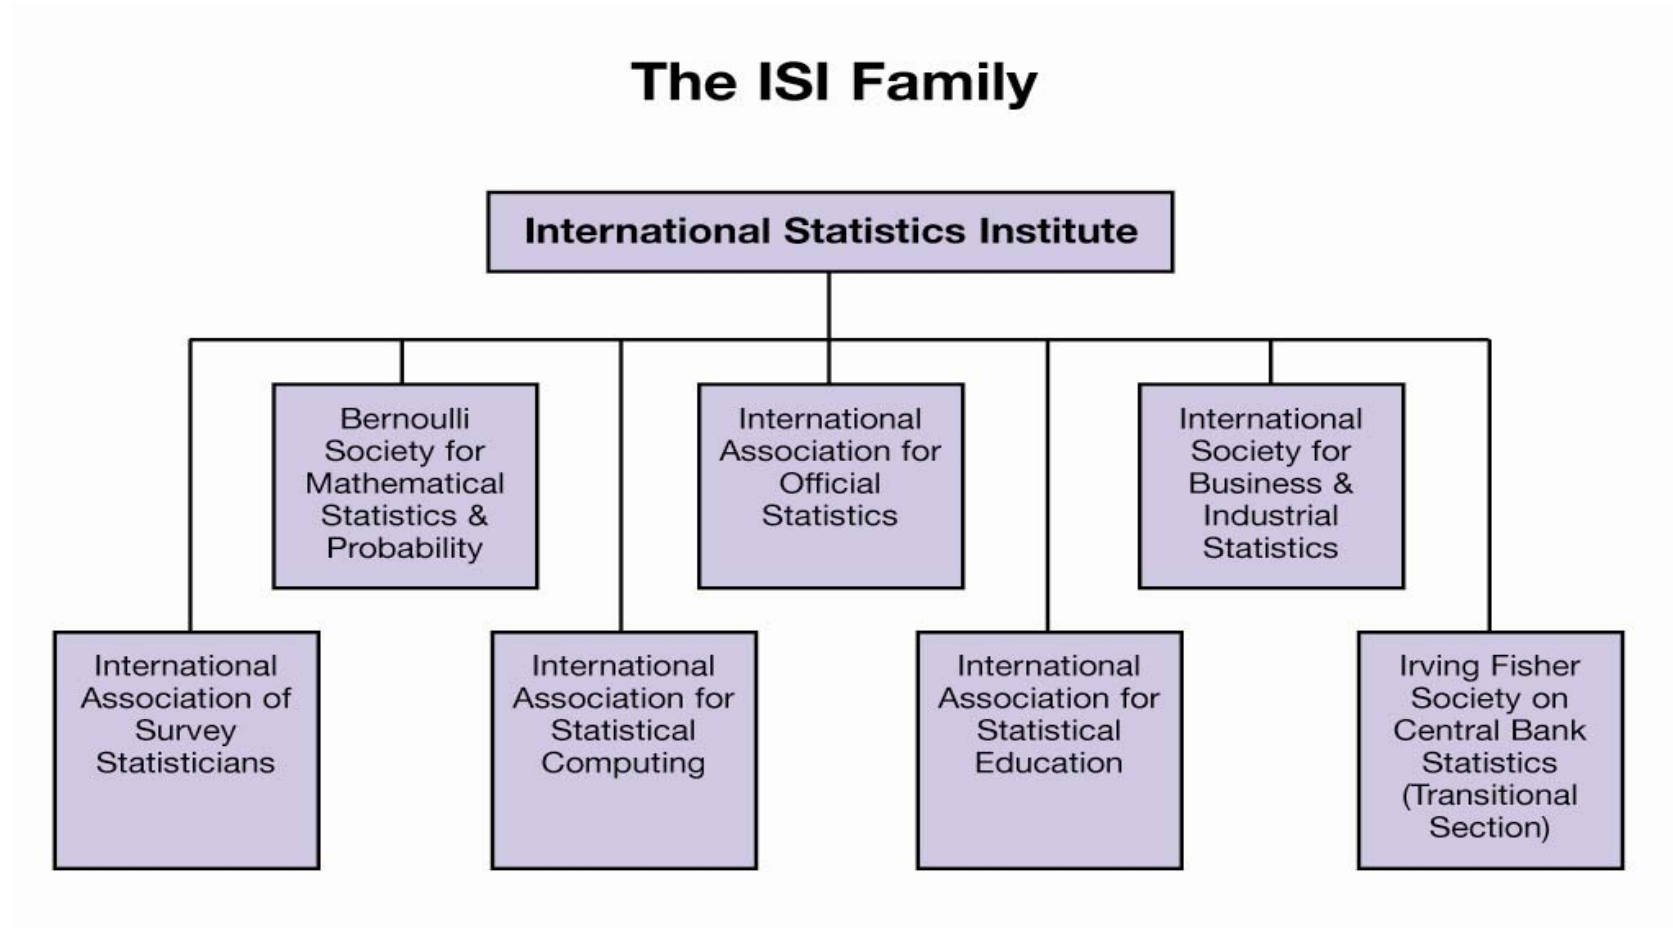 The ISI Family
International Statistics Institute
Bernoulli
Society for
Mathematical
Statistics &
Probability
International
Association for
Official
Statistics
International
Society for
Business &
Industrial
Statistics
International
Association of
Survey
Statisticians
International
Association for
Statistical
Computing
International
Association for
Statistical
Education
Irving Fisher
Society on
Central Bank
Statistics
(Transitional
Section)